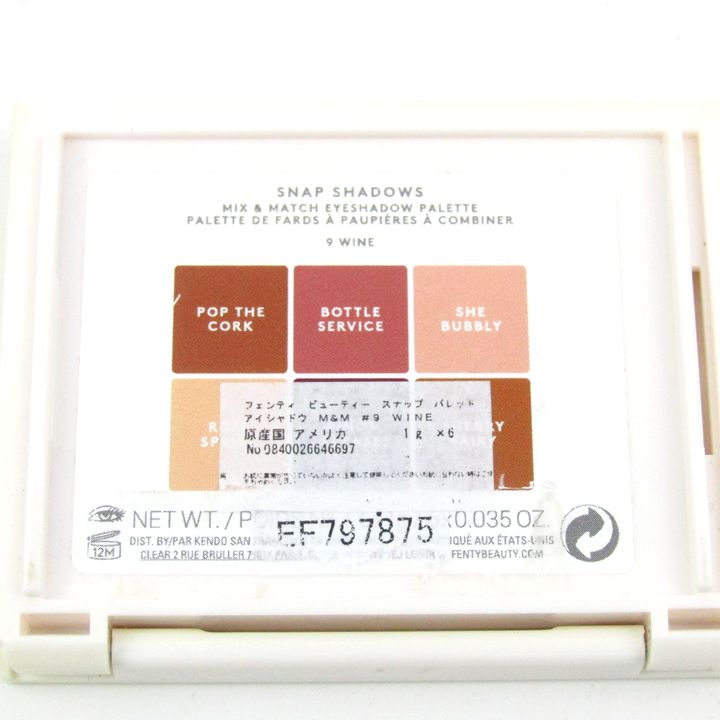 SNAP SHADOWS
MIX & MATCH EYESHADOW PALETTE
PALETTE DE FARDS À PAUPIÈRES À COMBINER
9 WINE
POP THE
CORK
BOTTLE
SERVICE
SHE
BUBBLY
フェンティ ビューティー スナップ パレット
アイシャドウ M&M #9 WINE
原産国 アメリカ 1g ×6
No 0840026646697
NET WT. / 0.035 OZ.
EF797875
12M
DIST. BY/PAR KENDO SAN
IQUÉ AUX ÉTATS-UNIS
CLEAR 2 RUE BRULLER
FENTYBEAUTY.COM